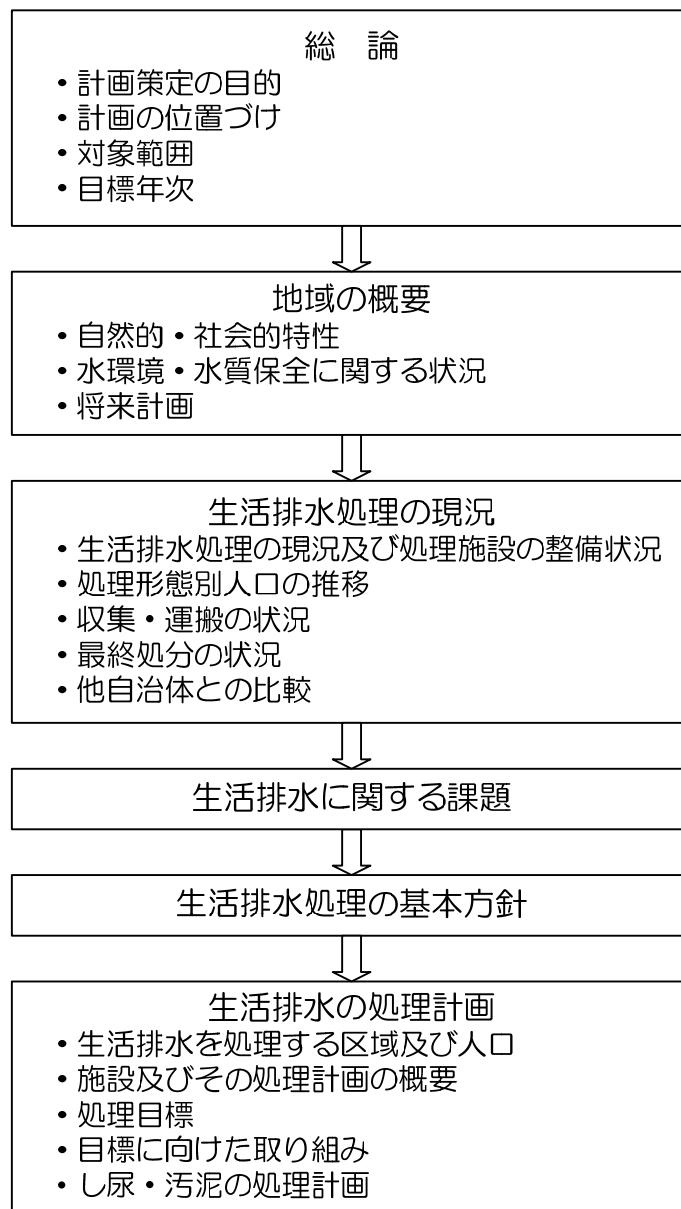 総　論
・計画策定の目的
・計画の位置づけ
・対象範囲
・目標年次
地域の概要
・自然的・社会的特性
・水環境・水質保全に関する状況
・将来計画
生活排水処理の現況
・生活排水処理の現況及び処理施設の整備状況
・処理形態別人口の推移
・収集・運搬の状況
・最終処分の状況
・他自治体との比較
生活排水に関する課題
生活排水処理の基本方針
生活排水の処理計画
・生活排水を処理する区域及び人口
・施設及びその処理計画の概要
・処理目標
・目標に向けた取り組み
・し尿・汚泥の処理計画